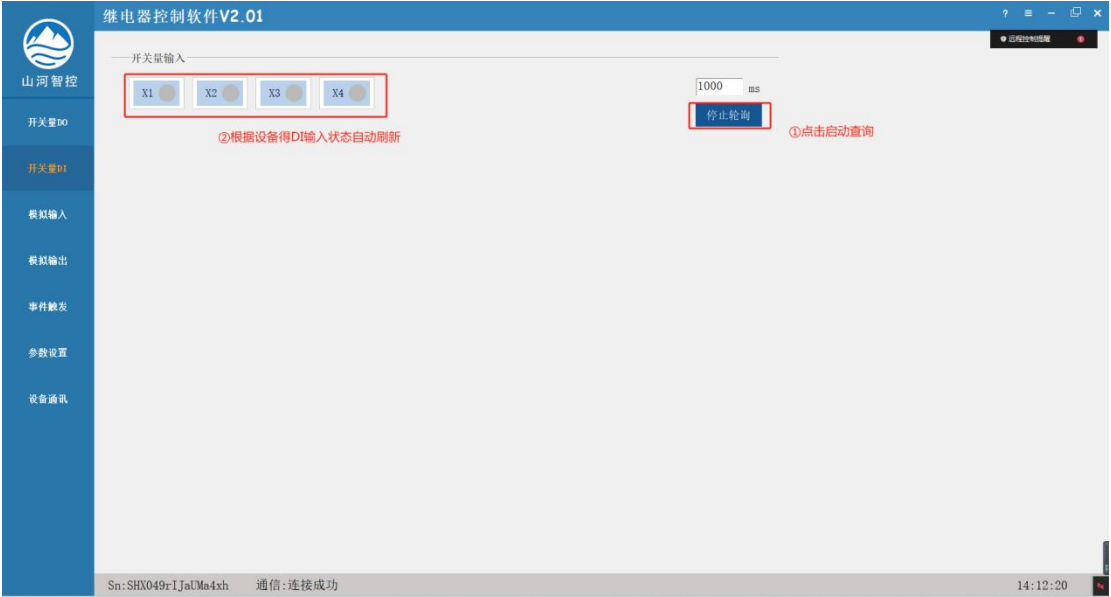 继电器控制软件V2.01
远程控制提醒
山河智控
开关量DO
开关量DI
模拟输入
模拟输出
事件触发
参数设置
设备通讯
开关量输入
X1 X2 X3 X4
②根据设备得DI输入状态自动刷新
1000 ms
停止轮询
①点击启动查询
Sn:SHX049rIJaUMa4xh 通信:连接成功 14:12:20